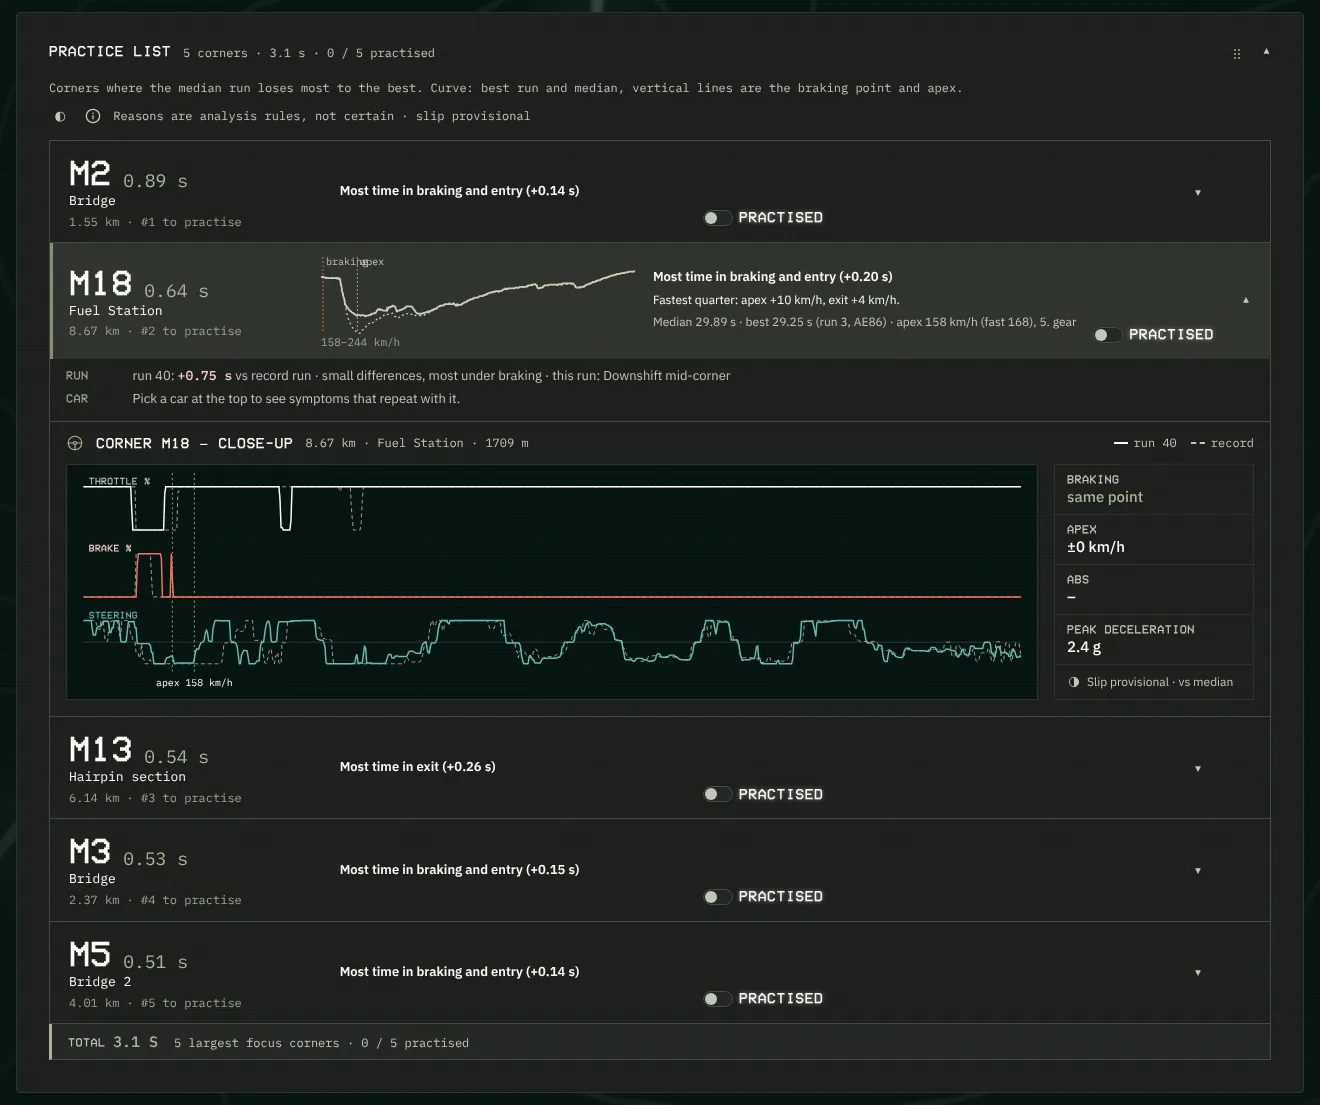 PRACTICE LIST 5 corners · 3.1 s · 0 / 5 practised
Corners where the median run loses most to the best. Curve: best run and median, vertical lines are the braking point and apex.
Reasons are analysis rules, not certain · slip provisional
M2 0.89 s
Bridge
1.55 km · #1 to practise
Most time in braking and entry (+0.14 s)
PRACTISED
M18 0.64 s
Fuel Station
8.67 km · #2 to practise
braking apex
158–244 km/h
Most time in braking and entry (+0.20 s)
Fastest quarter: apex +10 km/h, exit +4 km/h.
Median 29.89 s · best 29.25 s (run 3, AE86) · apex 158 km/h (fast 168), 5. gear
PRACTISED
RUN run 40: +0.75 s vs record run · small differences, most under braking · this run: Downshift mid-corner
CAR Pick a car at the top to see symptoms that repeat with it.
CORNER M18 – CLOSE-UP 8.67 km · Fuel Station · 1709 m
run 40 record
THROTTLE %
BRAKE %
STEERING
apex 158 km/h
BRAKING
same point
APEX
±0 km/h
ABS
–
PEAK DECELERATION
2.4 g
Slip provisional · vs median
M13 0.54 s
Hairpin section
6.14 km · #3 to practise
Most time in exit (+0.26 s)
PRACTISED
M3 0.53 s
Bridge
2.37 km · #4 to practise
Most time in braking and entry (+0.15 s)
PRACTISED
M5 0.51 s
Bridge 2
4.01 km · #5 to practise
Most time in braking and entry (+0.14 s)
PRACTISED
TOTAL 3.1 S 5 largest focus corners · 0 / 5 practised